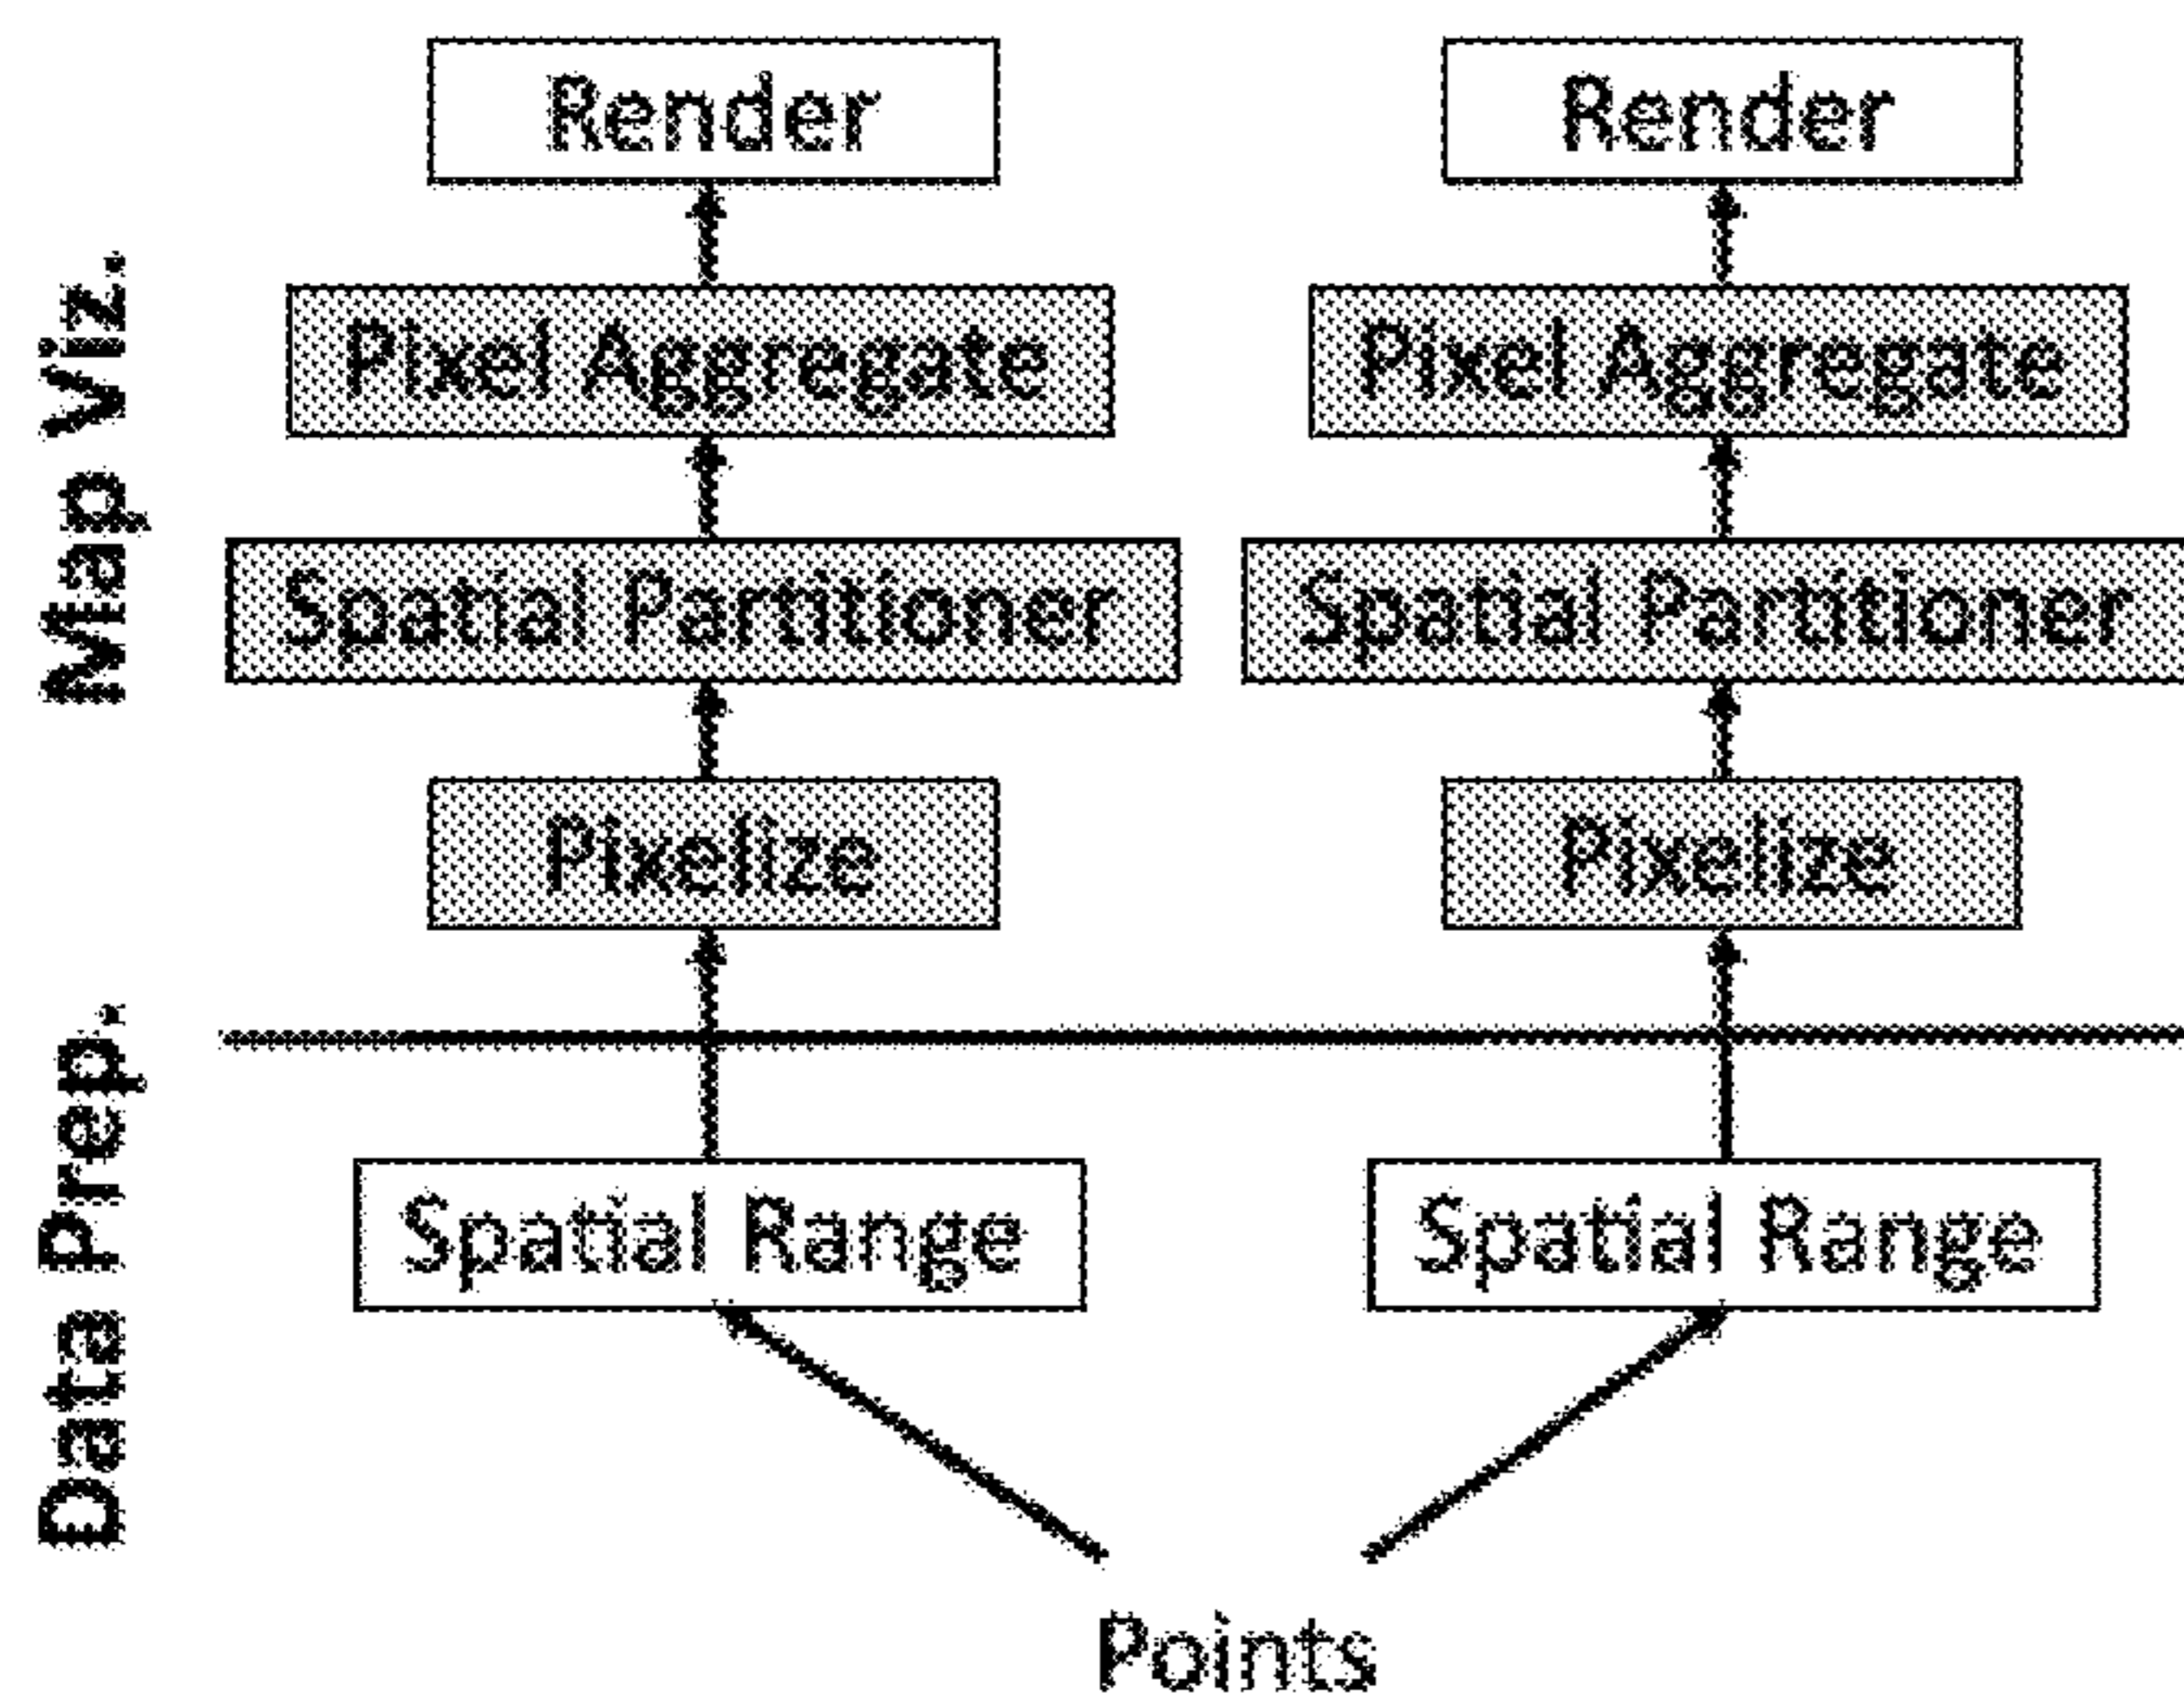 Render
Render
Map Viz.
Pixel Aggregate
Pixel Aggregate
Spatial Partitioner
Spatial Partitioner
Pixelize
Pixelize
Data Prep.
Spatial Range
Spatial Range
Points